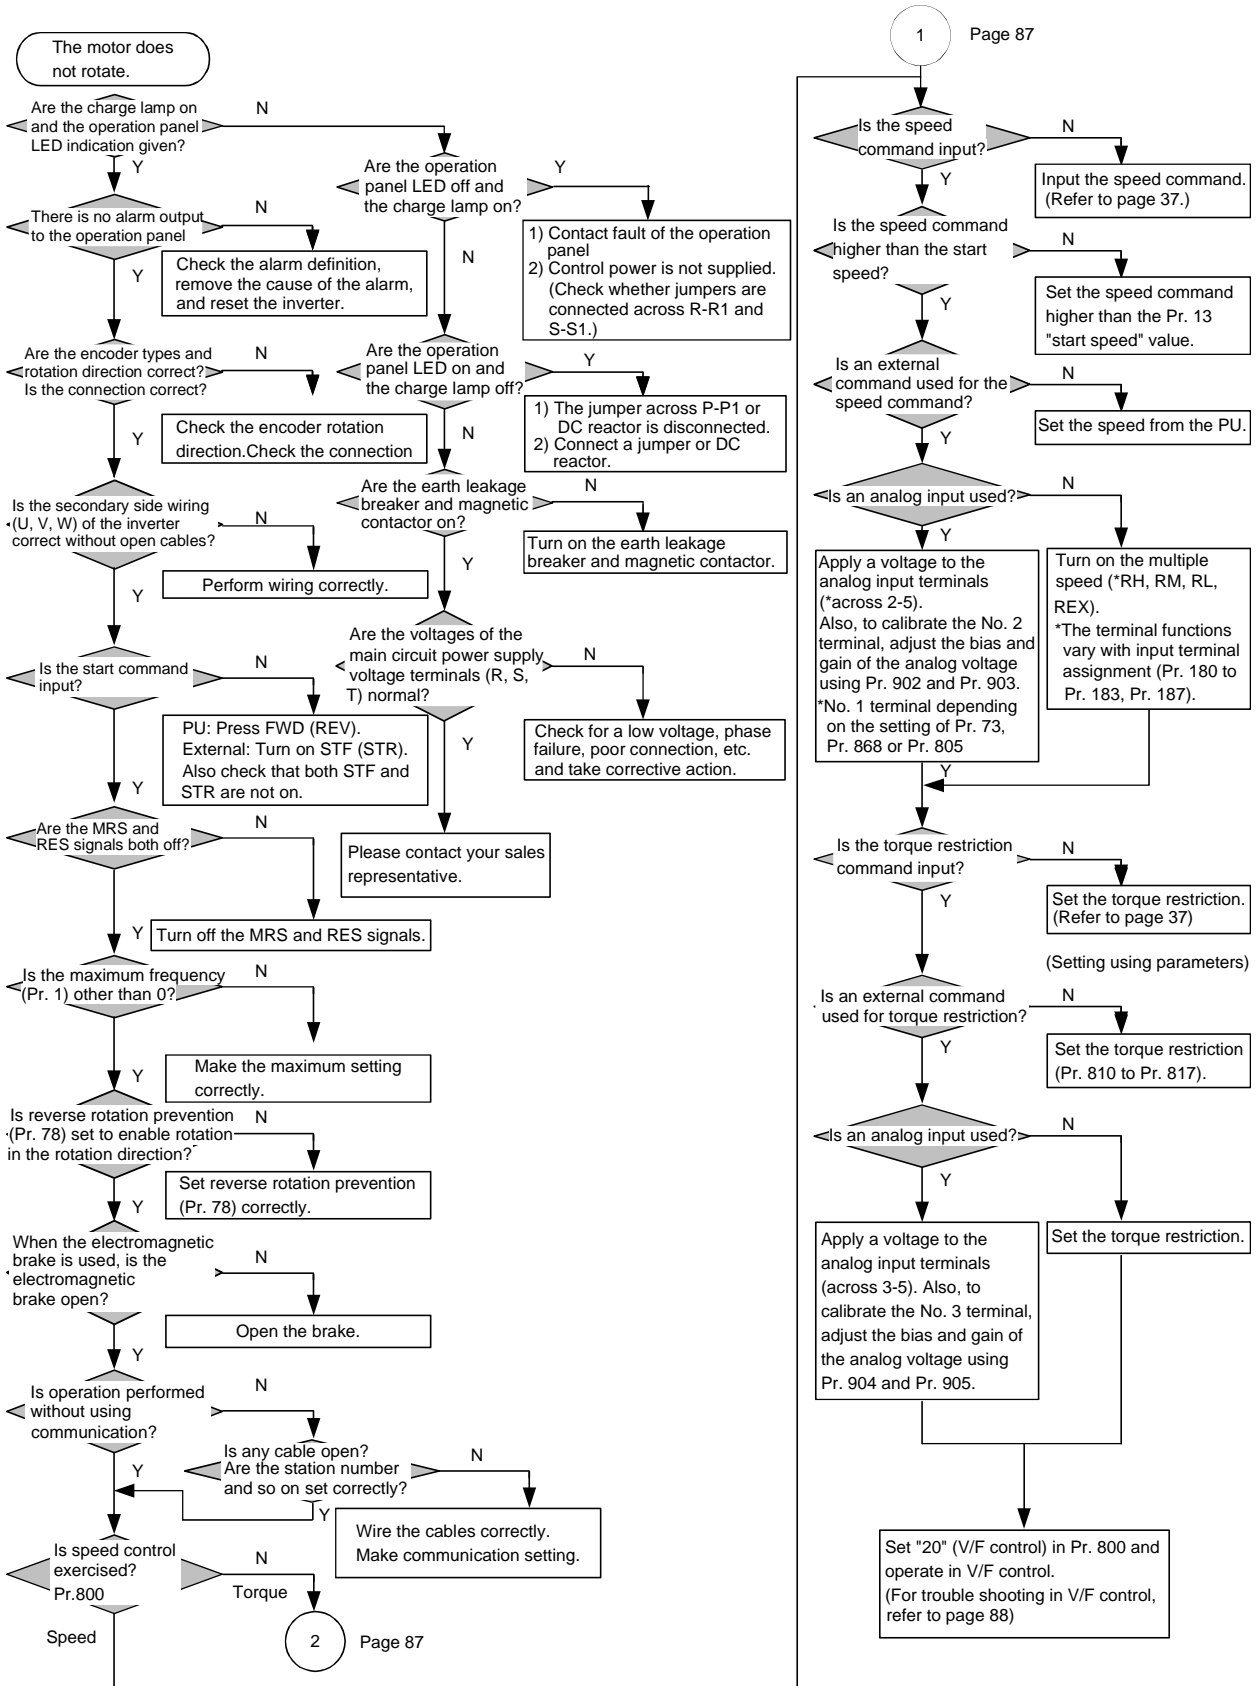 The motor does
not rotate.
Are the charge lamp on
and the operation panel
LED indication given?
N
Y
There is no alarm output
to the operation panel
N
Y
Check the alarm definition,
remove the cause of the alarm,
and reset the inverter.
Are the encoder types and
rotation direction correct?
Is the connection correct?
N
Y
Check the encoder rotation
direction.Check the connection
Is the secondary side wiring
(U, V, W) of the inverter
correct without open cables?
N
Y
Perform wiring correctly.
Is the start command
input?
N
Y
PU: Press FWD (REV).
External: Turn on STF (STR).
Also check that both STF and
STR are not on.
Are the MRS and
RES signals both off?
N
Y
Turn off the MRS and RES signals.
Is the maximum frequency
(Pr. 1) other than 0?
N
Y
Make the maximum setting
correctly.
Is reverse rotation prevention
(Pr. 78) set to enable rotation
in the rotation direction?
N
Y
Set reverse rotation prevention
(Pr. 78) correctly.
When the electromagnetic
brake is used, is the
electromagnetic
brake open?
N
Y
Open the brake.
Is operation performed
without using
communication?
N
Y
Is any cable open?
Are the station number
and so on set correctly?
N
Y
Wire the cables correctly.
Make communication setting.
Is speed control
exercised?
Pr.800
N
Torque
Speed
2
Page 87
Are the operation
panel LED off and
the charge lamp on?
Y
N
1) Contact fault of the operation
panel
2) Control power is not supplied.
(Check whether jumpers are
connected across R-R1 and
S-S1.)
Are the operation
panel LED on and
the charge lamp off?
Y
N
1) The jumper across P-P1 or
DC reactor is disconnected.
2) Connect a jumper or DC
reactor.
Are the earth leakage
breaker and magnetic
contactor on?
N
Y
Turn on the earth leakage
breaker and magnetic contactor.
Are the voltages of the
main circuit power supply
voltage terminals (R, S,
T) normal?
N
Y
Check for a low voltage, phase
failure, poor connection, etc.
and take corrective action.
Please contact your sales
representative.
1
Page 87
Is the speed
command input?
N
Y
Input the speed command.
(Refer to page 37.)
Is the speed command
higher than the start
speed?
N
Y
Set the speed command
higher than the Pr. 13
"start speed" value.
Is an external
command used for the
speed command?
N
Y
Set the speed from the PU.
Is an analog input used?
N
Y
Apply a voltage to the
analog input terminals
(*across 2-5).
Also, to calibrate the No. 2
terminal, adjust the bias and
gain of the analog voltage
using Pr. 902 and Pr. 903.
*No. 1 terminal depending
on the setting of Pr. 73,
Pr. 868 or Pr. 805
Turn on the multiple
speed (*RH, RM, RL,
REX).
*The terminal functions
vary with input terminal
assignment (Pr. 180 to
Pr. 183, Pr. 187).
Y
Is the torque restriction
command input?
N
Y
Set the torque restriction.
(Refer to page 37)
(Setting using parameters)
Is an external command
used for torque restriction?
N
Y
Set the torque restriction
(Pr. 810 to Pr. 817).
Is an analog input used?
N
Y
Apply a voltage to the
analog input terminals
(across 3-5). Also, to
calibrate the No. 3 terminal,
adjust the bias and gain of
the analog voltage using
Pr. 904 and Pr. 905.
Set the torque restriction.
Set "20" (V/F control) in Pr. 800 and
operate in V/F control.
(For trouble shooting in V/F control,
refer to page 88)